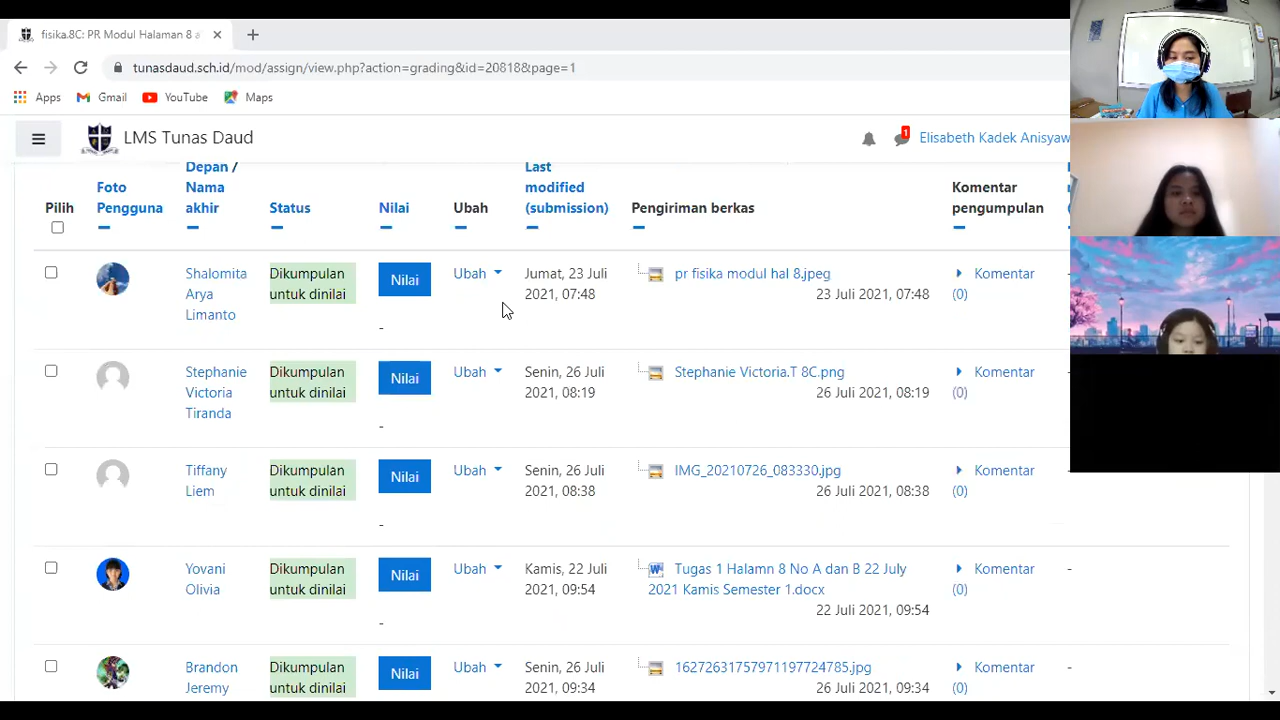 fisika.8C: PR Modul Halaman 8 a
tunasdaud.sch.id/mod/assign/view.php?action=grading&id=20818&page=1
Apps Gmail YouTube Maps
LMS Tunas Daud
1
Elisabeth Kadek Anisyaw
Pilih
Foto
Pengguna
Depan /
Nama
akhir
Status
Nilai
Ubah
Last
modified
(submission)
Pengiriman berkas
Komentar
pengumpulan
Shalomita
Arya
Limanto
Dikumpulan
untuk dinilai
Nilai
-
Ubah
Jumat, 23 Juli
2021, 07:48
pr fisika modul hal 8.jpeg
23 Juli 2021, 07:48
Komentar
(0)
Stephanie
Victoria
Tiranda
Dikumpulan
untuk dinilai
Nilai
-
Ubah
Senin, 26 Juli
2021, 08:19
Stephanie Victoria.T 8C.png
26 Juli 2021, 08:19
Komentar
(0)
Tiffany
Liem
Dikumpulan
untuk dinilai
Nilai
-
Ubah
Senin, 26 Juli
2021, 08:38
IMG_20210726_083330.jpg
26 Juli 2021, 08:38
Komentar
(0)
Yovani
Olivia
Dikumpulan
untuk dinilai
Nilai
-
Ubah
Kamis, 22 Juli
2021, 09:54
Tugas 1 Halamn 8 No A dan B 22 July
2021 Kamis Semester 1.docx
22 Juli 2021, 09:54
Komentar
(0)
-
Brandon
Jeremy
Dikumpulan
untuk dinilai
Nilai
Ubah
Senin, 26 Juli
2021, 09:34
16272631757971197724785.jpg
26 Juli 2021, 09:34
Komentar
(0)
-